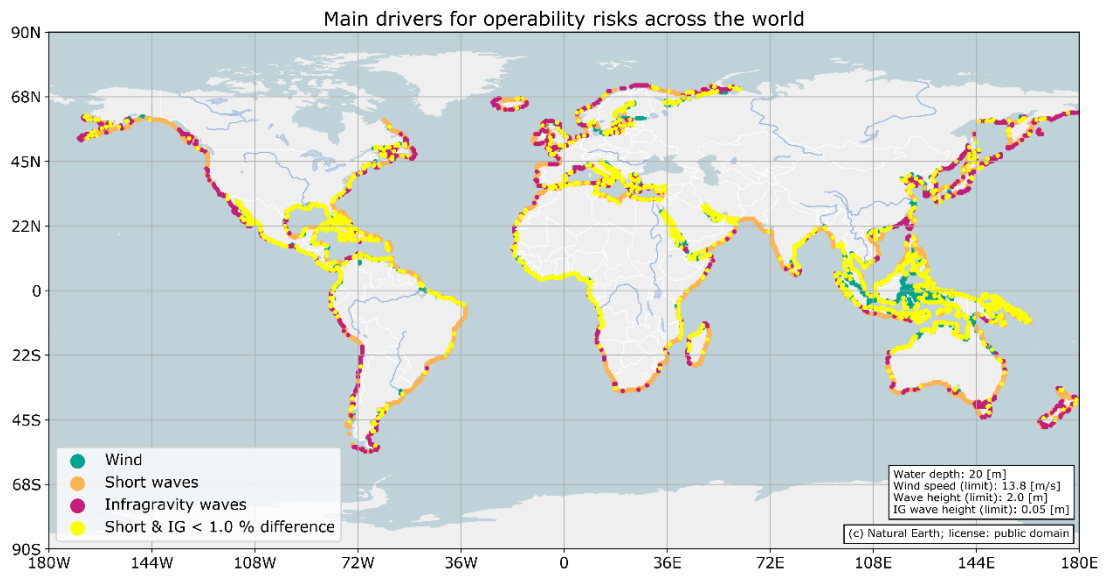 Main drivers for operability risks across the world
90N
68N
45N
22N
0
22S
45S
68S
90S
Wind
Short waves
Infragravity waves
Short & IG < 1.0 % difference
Water depth: 20 [m]
Wind speed (limit): 13.8 [m/s]
Wave height (limit): 2.0 [m]
IG wave height (limit): 0.05 [m]
(c) Natural Earth; license: public domain
180W 144W 108W 72W 36W 0 36E 72E 108E 144E 180E